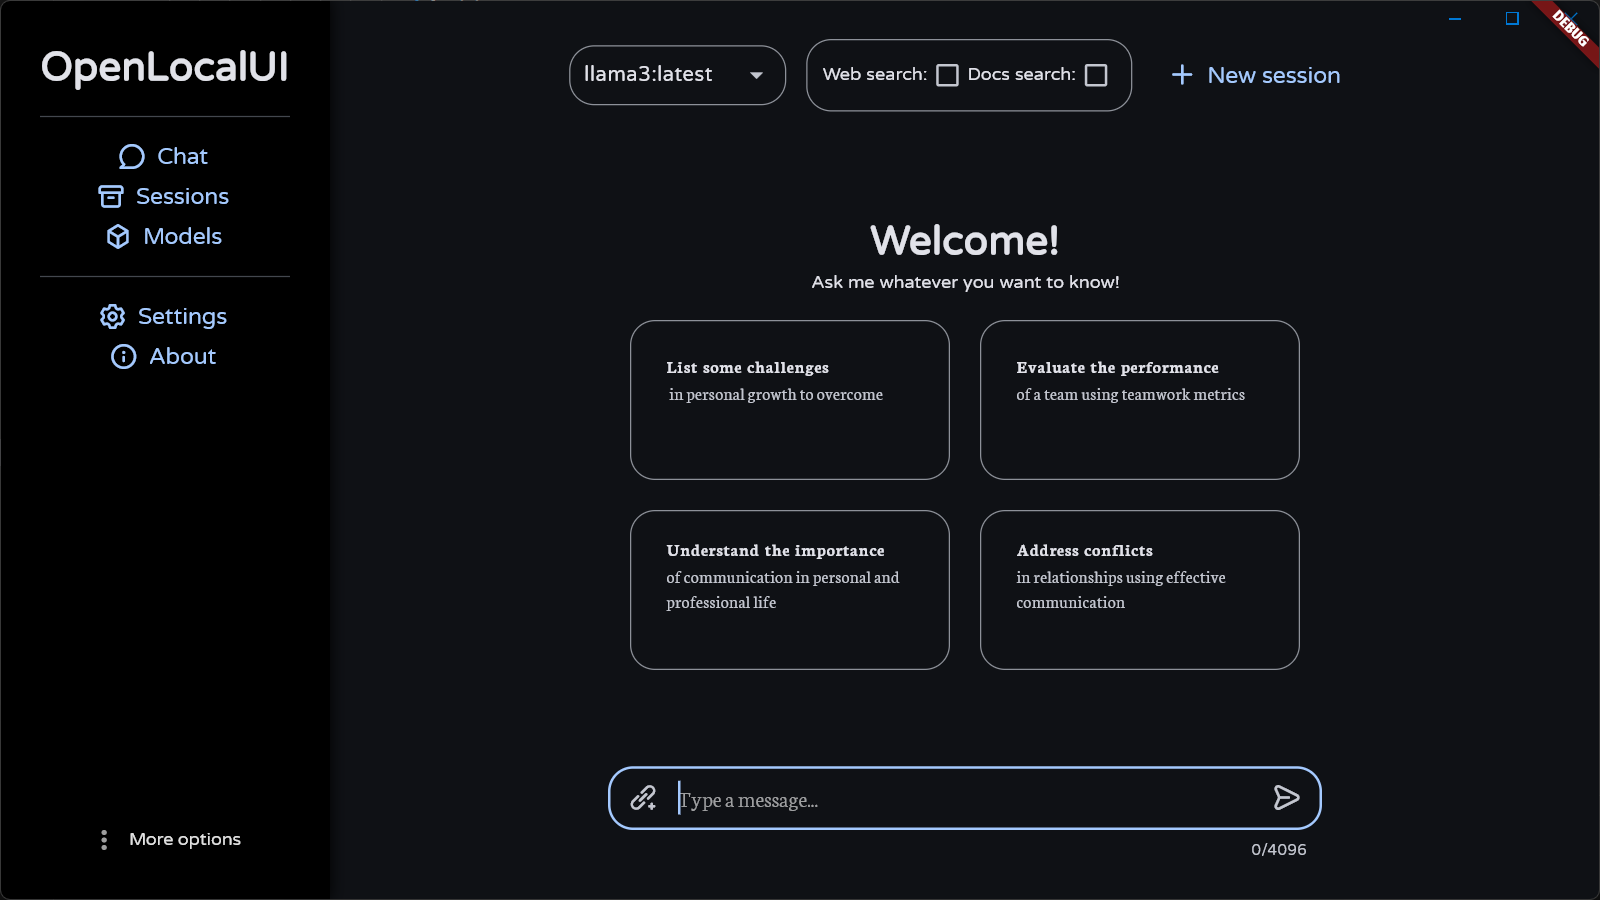 OpenLocalUI
Chat
Sessions
Models
Settings
About
More options
llama3:latest
Web search:
Docs search:
New session
DEBUG
Welcome!
Ask me whatever you want to know!
List some challenges
in personal growth to overcome
Evaluate the performance
of a team using teamwork metrics
Understand the importance
of communication in personal and
professional life
Address conflicts
in relationships using effective
communication
Type a message...
0/4096